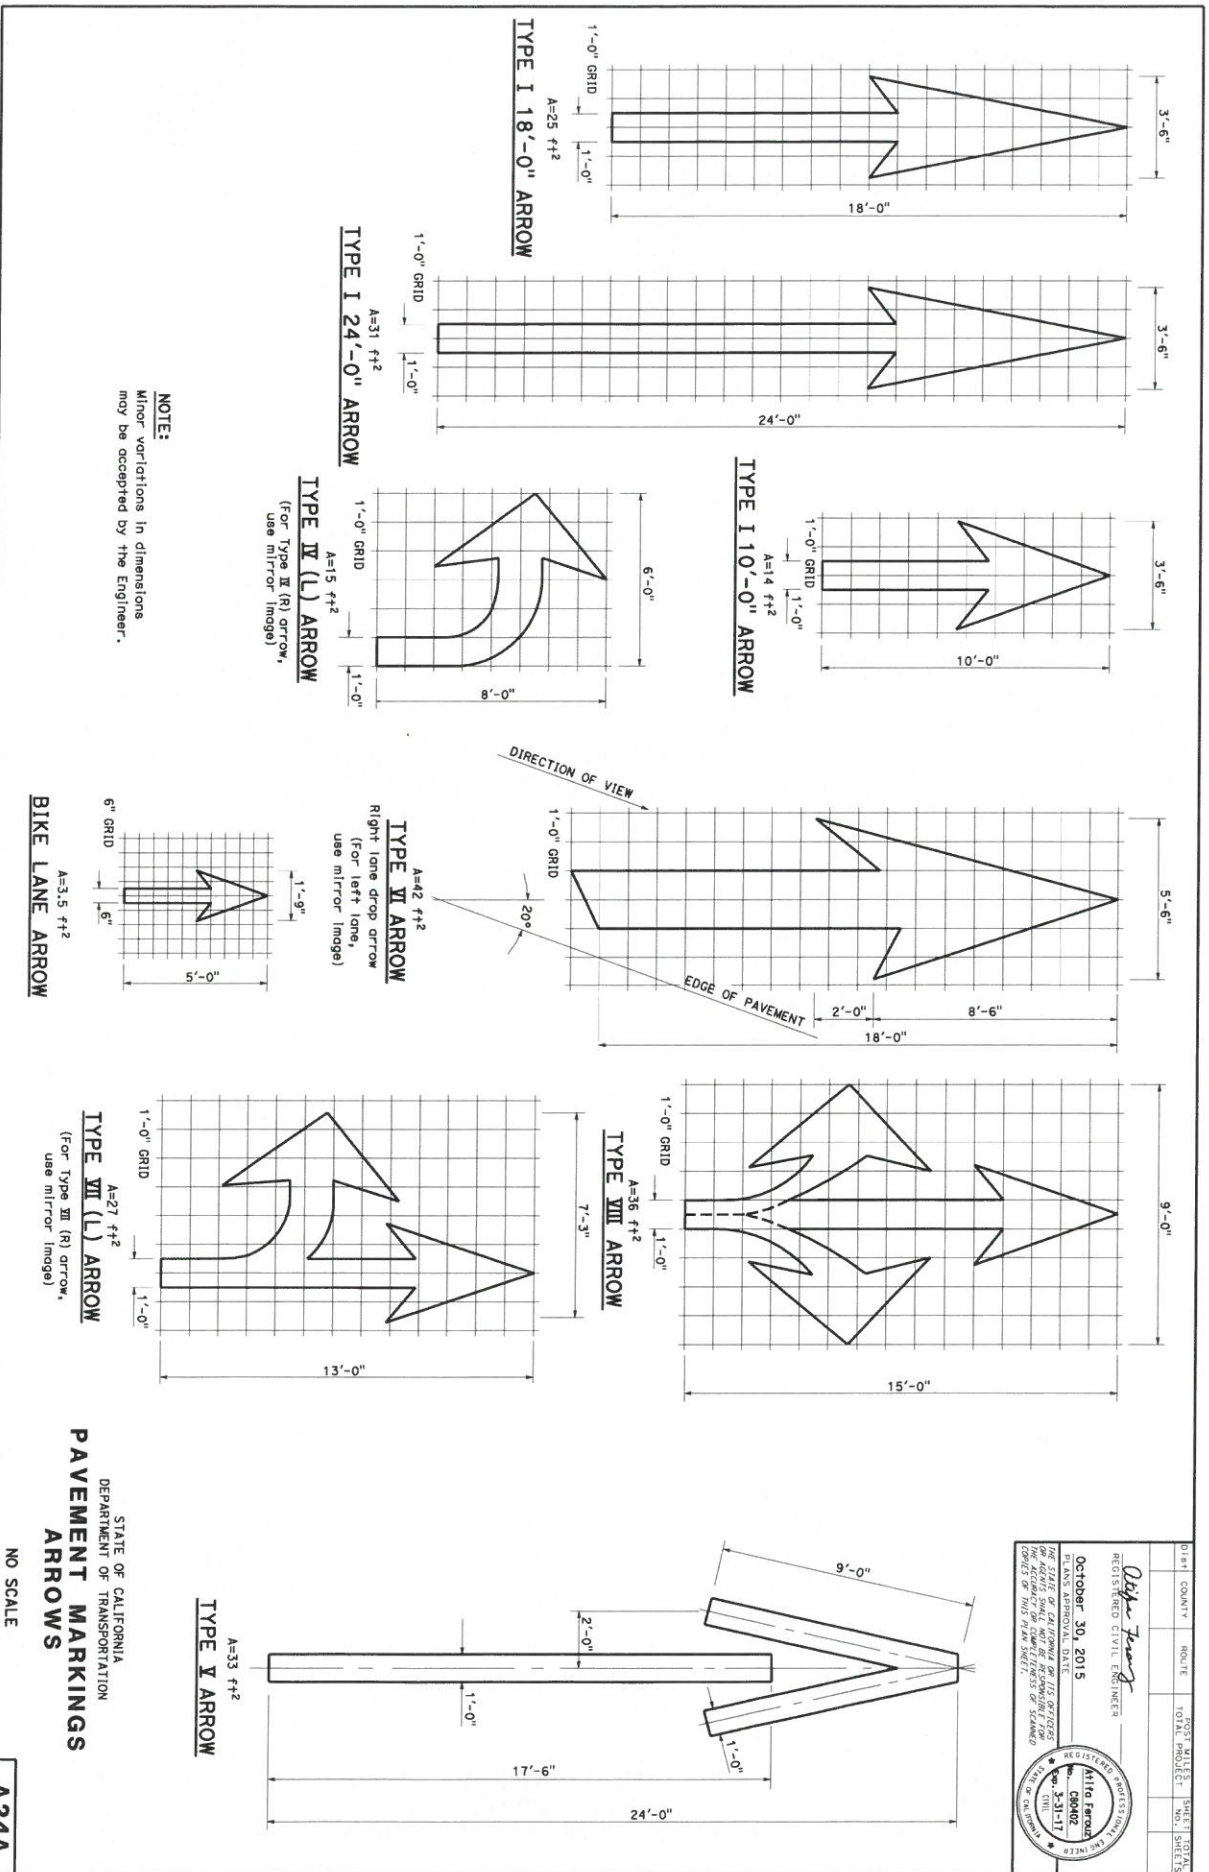 Dist
COUNTY
ROUTE
POST MILES
TOTAL PROJECT
SHEET
NO.
TOTAL
SHEETS
REGISTERED CIVIL ENGINEER
October 30, 2015
PLANS APPROVAL DATE
THE STATE OF CALIFORNIA OR ITS OFFICERS
OR AGENTS SHALL NOT BE RESPONSIBLE FOR
THE ACCURACY OR COMPLETENESS OF SCANNED
COPIES OF THIS PLAN SHEET.
REGISTERED PROFESSIONAL ENGINEER
Atifa Ferouz
No. C80402
Exp. 3-31-17
CIVIL
STATE OF CALIFORNIA
3'-6"
18'-0"
1'-0" GRID
1'-0"
A=25 ft²
TYPE I 18'-0" ARROW
3'-6"
24'-0"
1'-0" GRID
1'-0"
A=31 ft²
TYPE I 24'-0" ARROW
3'-6"
10'-0"
1'-0" GRID
1'-0"
A=14 ft²
TYPE I 10'-0" ARROW
6'-0"
8'-0"
1'-0" GRID
1'-0"
A=15 ft²
TYPE IV (L) ARROW
(For Type IV (R) arrow,
use mirror image)
5'-6"
8'-6"
2'-0"
18'-0"
1'-0" GRID
DIRECTION OF VIEW
EDGE OF PAVEMENT
20°
A=42 ft²
TYPE VI ARROW
Right lane drop arrow
(For left lane,
use mirror image)
1'-9"
5'-0"
6" GRID
6"
A=3.5 ft²
BIKE LANE ARROW
9'-0"
15'-0"
1'-0" GRID
1'-0"
A=36 ft²
TYPE VIII ARROW
7'-3"
13'-0"
1'-0" GRID
1'-0"
A=27 ft²
TYPE VII (L) ARROW
(For Type VII (R) arrow,
use mirror image)
9'-0"
2'-0"
1'-0"
1'-0"
17'-6"
24'-0"
A=33 ft²
TYPE V ARROW
NOTE:
Minor variations in dimensions
may be accepted by the Engineer.
STATE OF CALIFORNIA
DEPARTMENT OF TRANSPORTATION
PAVEMENT MARKINGS
ARROWS
NO SCALE
A24A